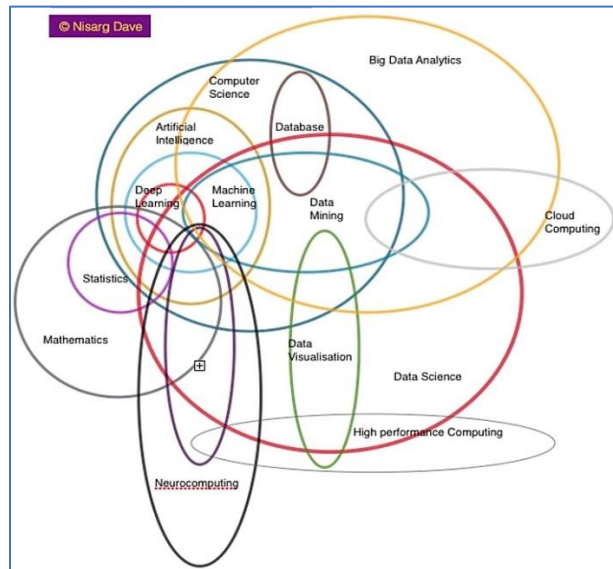 © Nisarg Dave
Big Data Analytics
Computer
Science
Artificial
Intelligence
Database
Deep
Learning
Machine
Learning
Data
Mining
Cloud
Computing
Statistics
Mathematics
Data
Visualisation
Data Science
High performance Computing
Neurocomputing